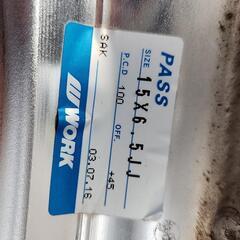 PASS
SIZE 15X6.5JJ
P.C.D 100 OFF. +45
SAK 03.07.16
WORK